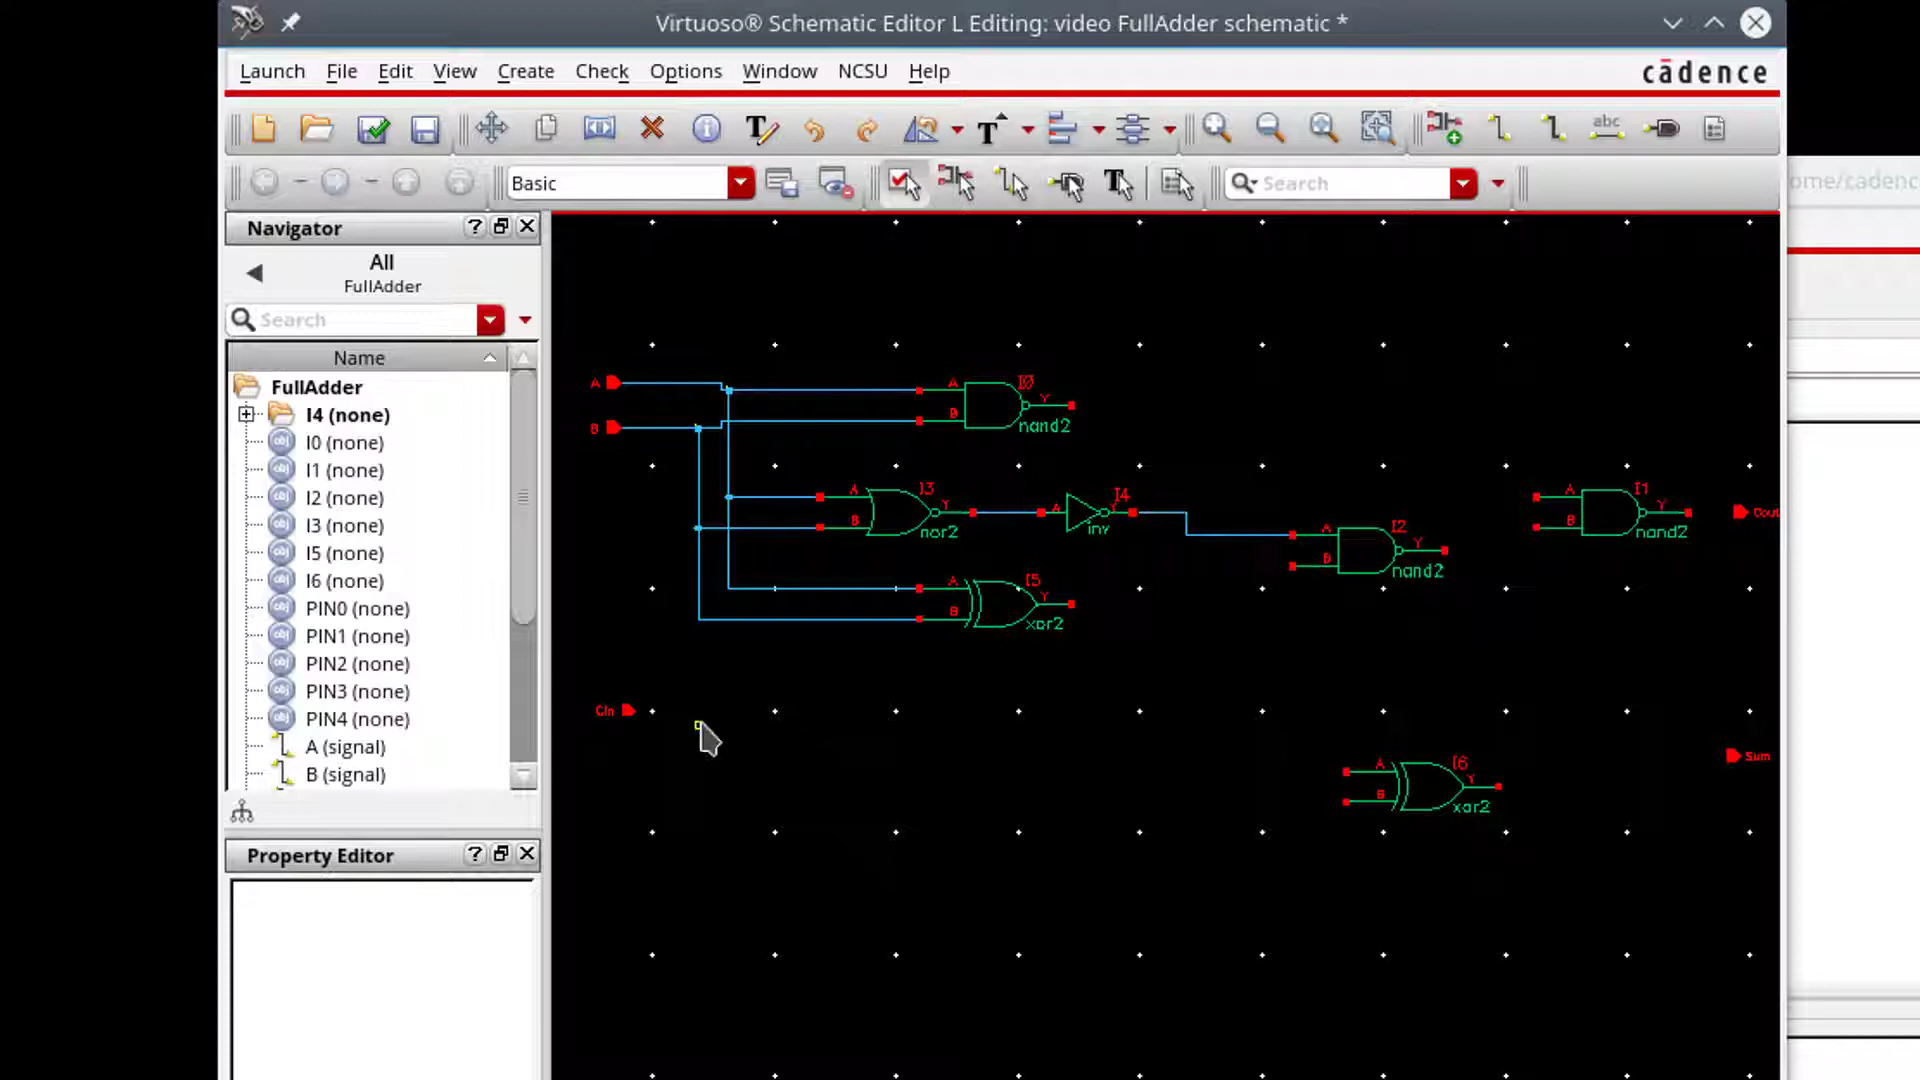 Virtuoso® Schematic Editor L Editing: video FullAdder schematic *
Launch File Edit View Create Check Options Window NCSU Help
cādence
abc
Basic
Search
ome/cadenc
Navigator
All
FullAdder
Search
Name
FullAdder
I4 (none)
I0 (none)
I1 (none)
I2 (none)
I3 (none)
I5 (none)
I6 (none)
PIN0 (none)
PIN1 (none)
PIN2 (none)
PIN3 (none)
PIN4 (none)
A (signal)
B (signal)
Property Editor
A
B
A I0
B Y
nand2
A I3
B Y
nor2
A I4
Y
inv
A I2
B Y
nand2
A I1
B Y
nand2
Cout
A I5
B Y
xor2
Cin
A I6
B Y
xor2
Sum